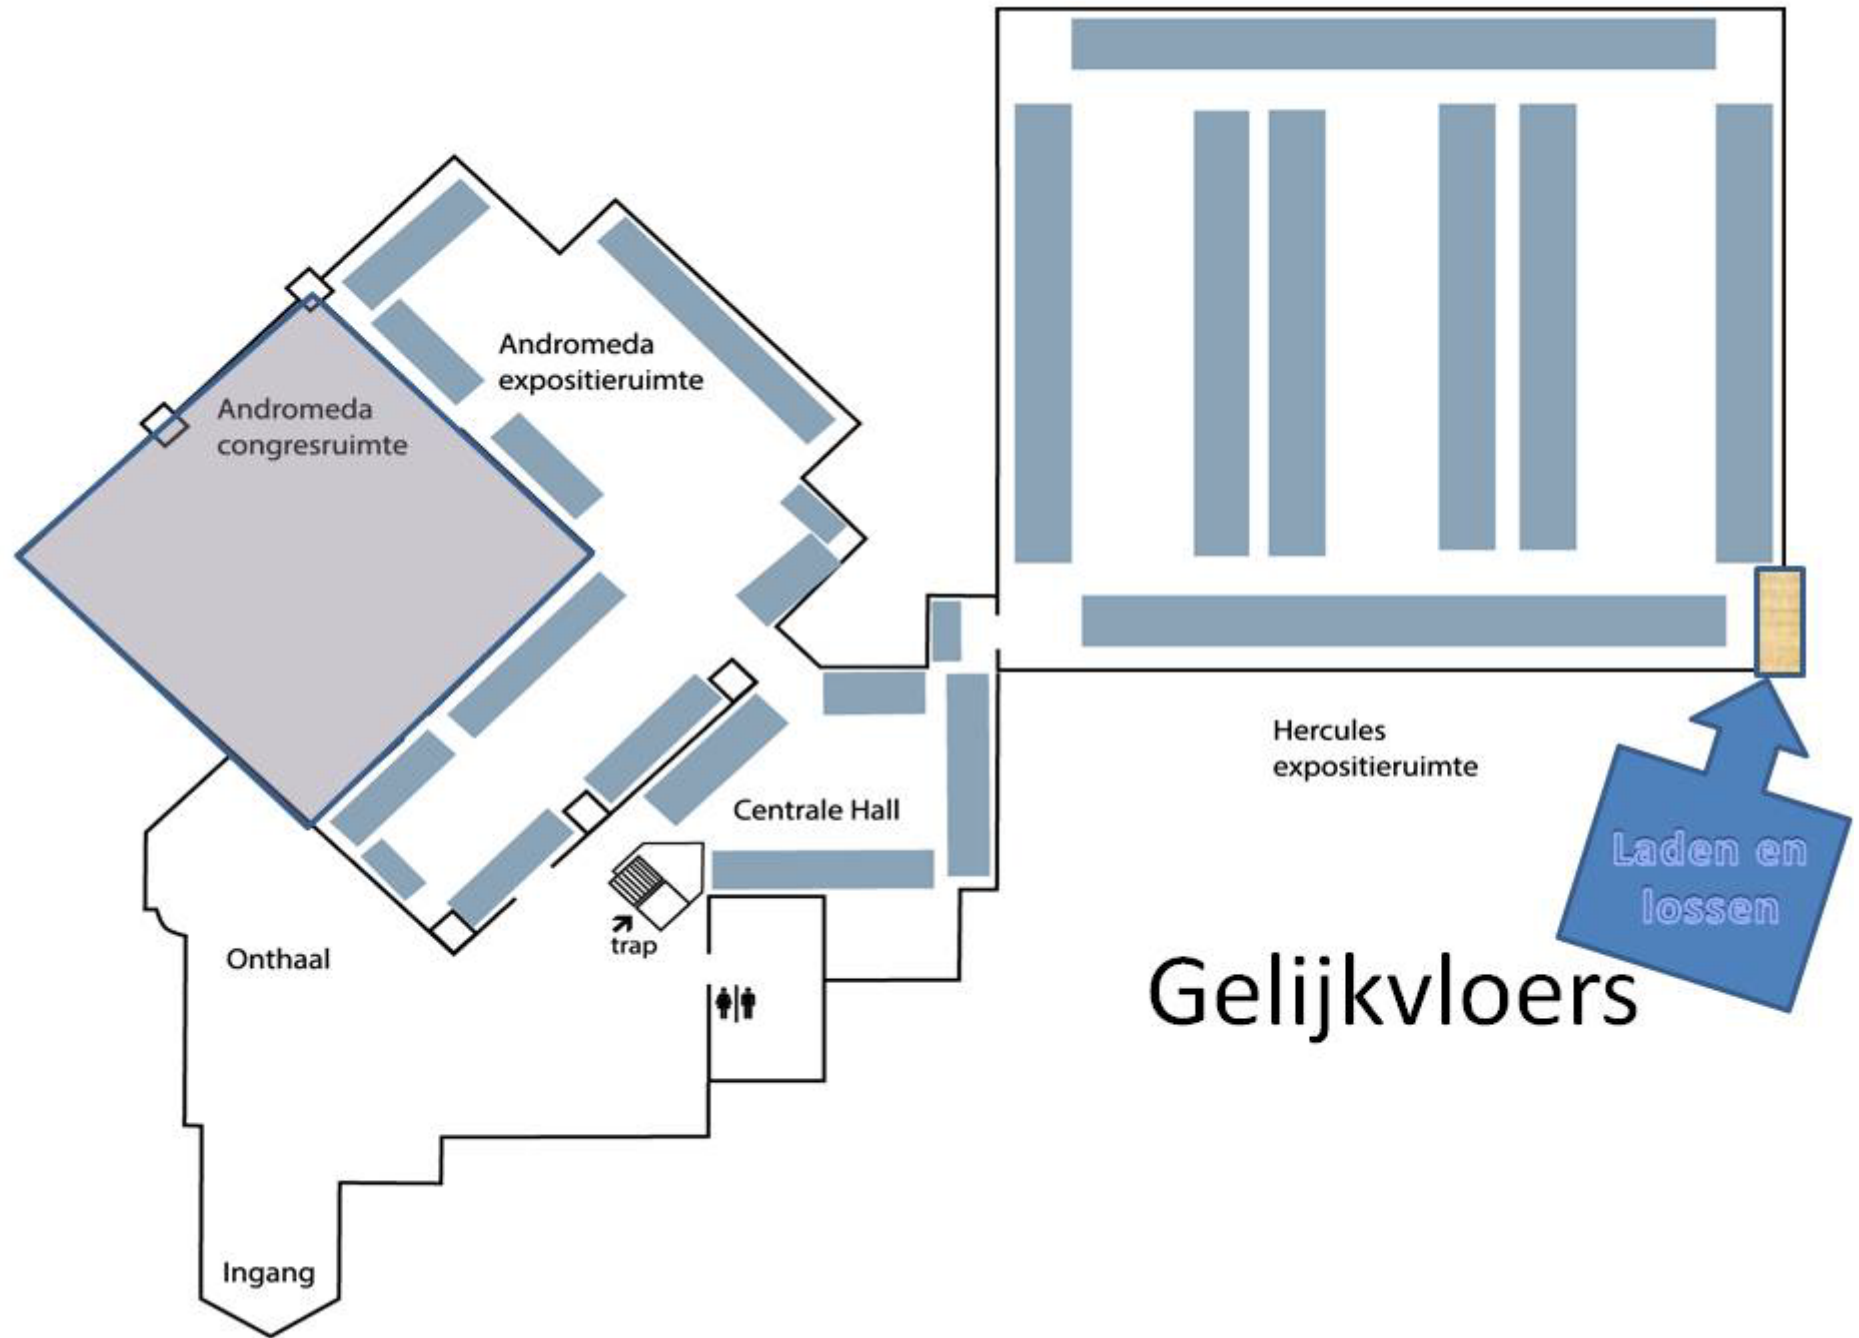 Andromeda
expositieruimte
Andromeda
congresruimte
Hercules
expositieruimte
Centrale Hall
Laden en
lossen
trap
Onthaal
Gelijkvloers
Ingang